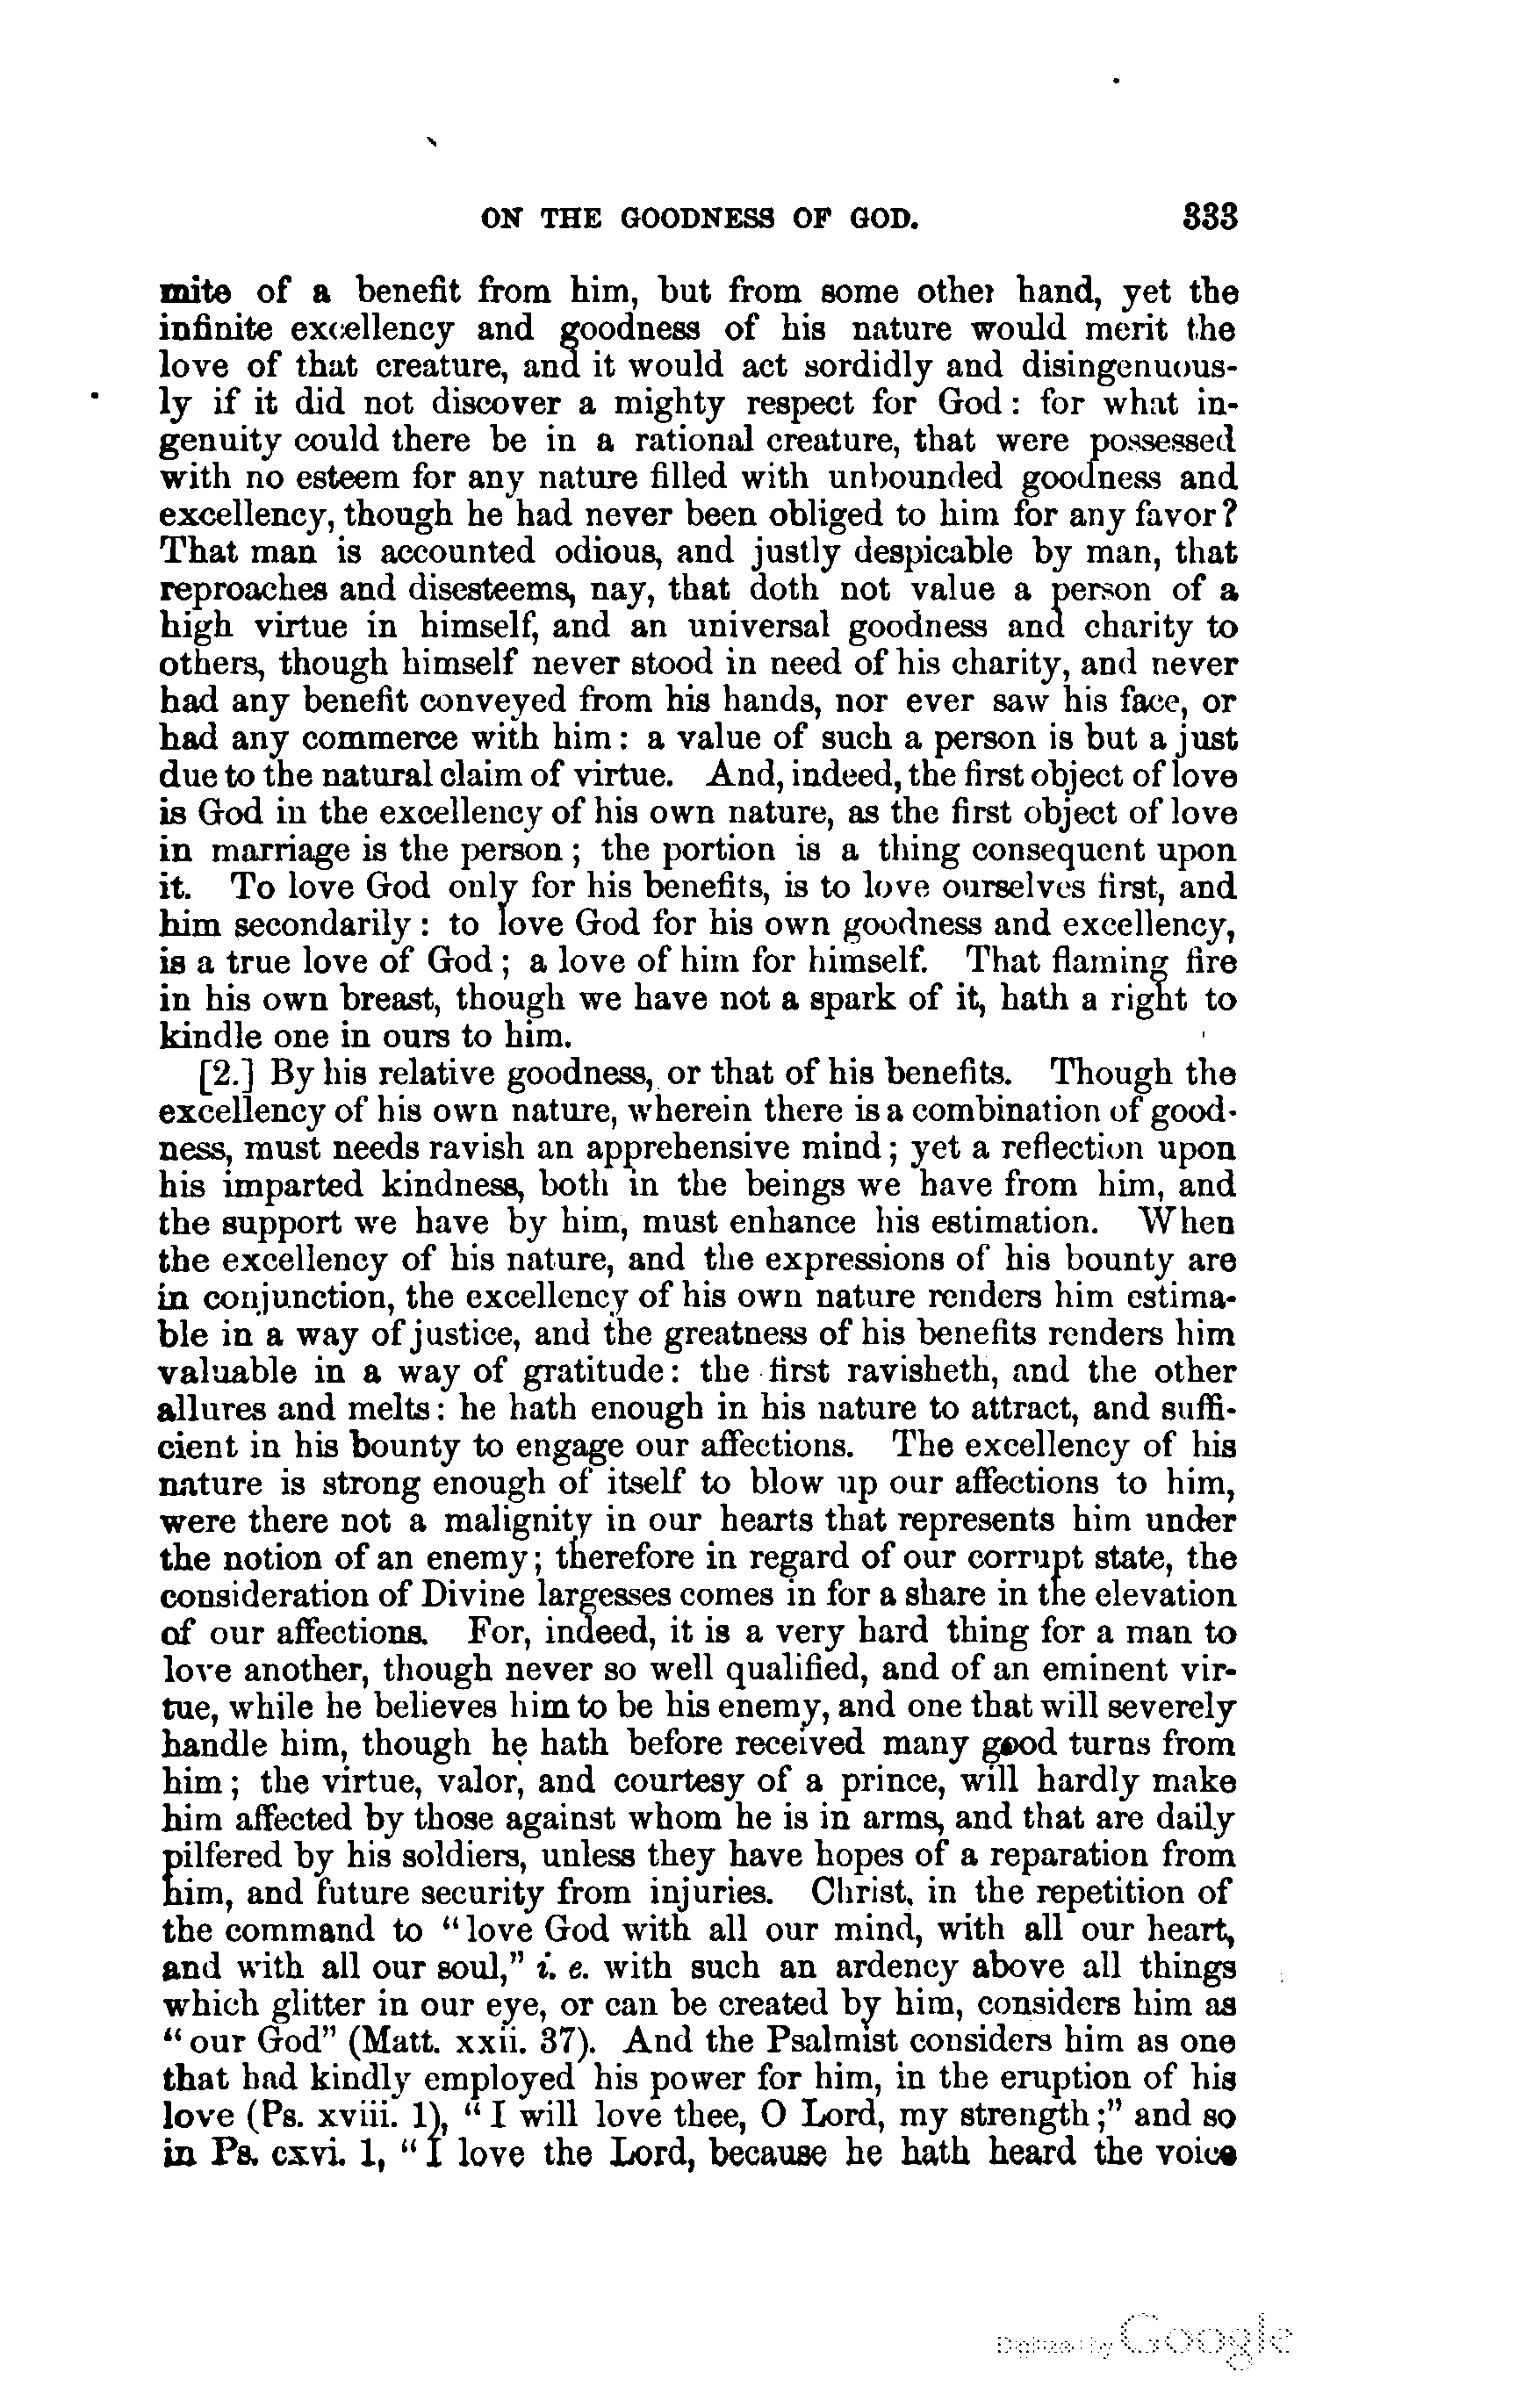 ON THE GOODNESS OF GOD. 333
mite of a benefit from him, but from some other hand, yet the
infinite excellency and goodness of his nature would merit the
love of that creature, and it would act sordidly and disingenuous-
ly if it did not discover a mighty respect for God: for what in-
genuity could there be in a rational creature, that were possessed
with no esteem for any nature filled with unbounded goodness and
excellency, though he had never been obliged to him for any favor?
That man is accounted odious, and justly despicable by man, that
reproaches and disesteems, nay, that doth not value a person of a
high virtue in himself, and an universal goodness and charity to
others, though himself never stood in need of his charity, and never
had any benefit conveyed from his hands, nor ever saw his face, or
had any commerce with him: a value of such a person is but a just
due to the natural claim of virtue. And, indeed, the first object of love
is God in the excellency of his own nature, as the first object of love
in marriage is the person; the portion is a thing consequent upon
it. To love God only for his benefits, is to love ourselves first, and
him secondarily: to love God for his own goodness and excellency,
is a true love of God; a love of him for himself. That flaming fire
in his own breast, though we have not a spark of it, hath a right to
kindle one in ours to him.
[2.] By his relative goodness, or that of his benefits. Though the
excellency of his own nature, wherein there is a combination of good-
ness, must needs ravish an apprehensive mind; yet a reflection upon
his imparted kindness, both in the beings we have from him, and
the support we have by him, must enhance his estimation. When
the excellency of his nature, and the expressions of his bounty are
in conjunction, the excellency of his own nature renders him estima-
ble in a way of justice, and the greatness of his benefits renders him
valuable in a way of gratitude: the first ravisheth, and the other
allures and melts: he hath enough in his nature to attract, and suffi-
cient in his bounty to engage our affections. The excellency of his
nature is strong enough of itself to blow up our affections to him,
were there not a malignity in our hearts that represents him under
the notion of an enemy; therefore in regard of our corrupt state, the
consideration of Divine largesses comes in for a share in the elevation
of our affections. For, indeed, it is a very hard thing for a man to
love another, though never so well qualified, and of an eminent vir-
tue, while he believes him to be his enemy, and one that will severely
handle him, though he hath before received many good turns from
him; the virtue, valor, and courtesy of a prince, will hardly make
him affected by those against whom he is in arms, and that are daily
pilfered by his soldiers, unless they have hopes of a reparation from
him, and future security from injuries. Christ, in the repetition of
the command to "love God with all our mind, with all our heart,
and with all our soul," i. e. with such an ardency above all things
which glitter in our eye, or can be created by him, considers him as
"our God" (Matt. xxii. 37). And the Psalmist considers him as one
that had kindly employed his power for him, in the eruption of his
love (Ps. xviii. 1), "I will love thee, O Lord, my strength;" and so
in Ps. cxvi. 1, "I love the Lord, because he hath heard the voice
Digitized by Google